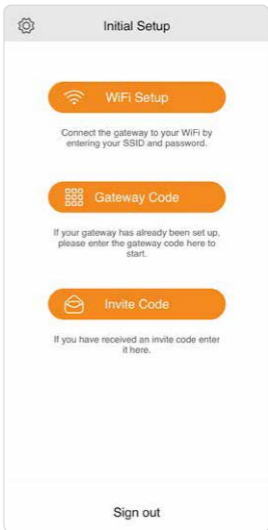 Initial Setup
WiFi Setup
Connect the gateway to your WiFi by
entering your SSID and password.
Gateway Code
If your gateway has already been set up,
please enter the gateway code here to
start.
Invite Code
If you have received an invite code enter
it here.
Sign out